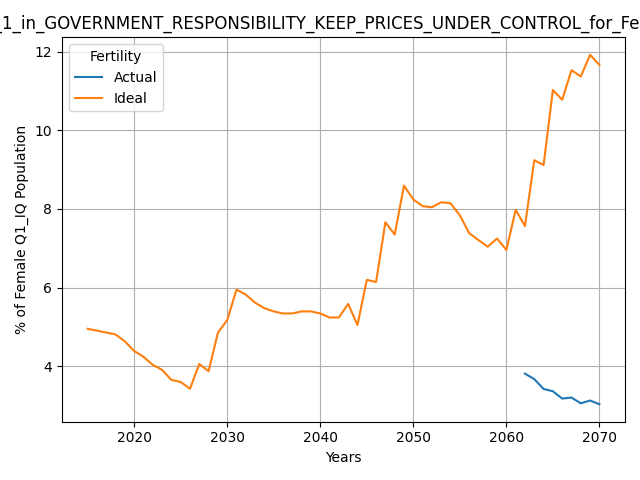 _1_in_GOVERNMENT_RESPONSIBILITY_KEEP_PRICES_UNDER_CONTROL_for_Fe
Fertility
Actual
Ideal
% of Female Q1_IQ Population
12
10
8
6
4
2020 2030 2040 2050 2060 2070
Years